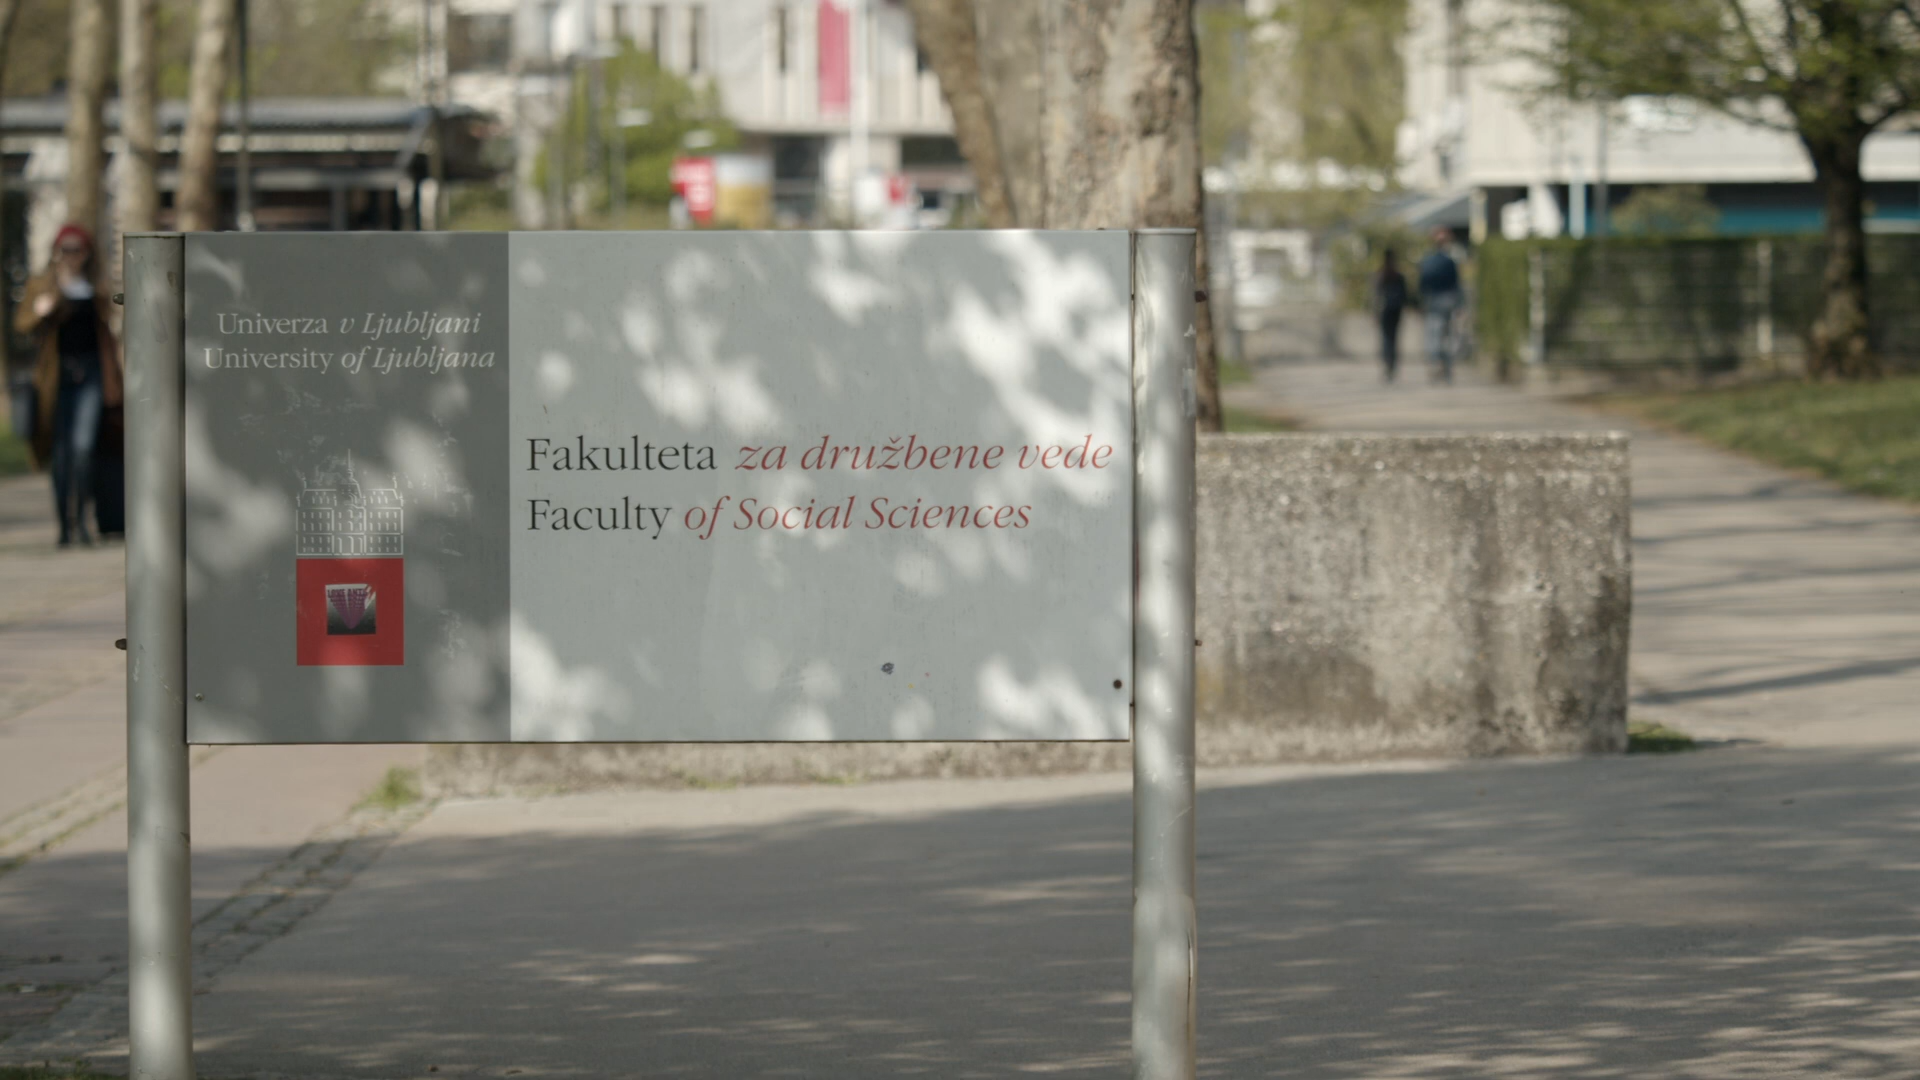 Univerza v Ljubljani
University of Ljubljana
Fakulteta za družbene vede
Faculty of Social Sciences